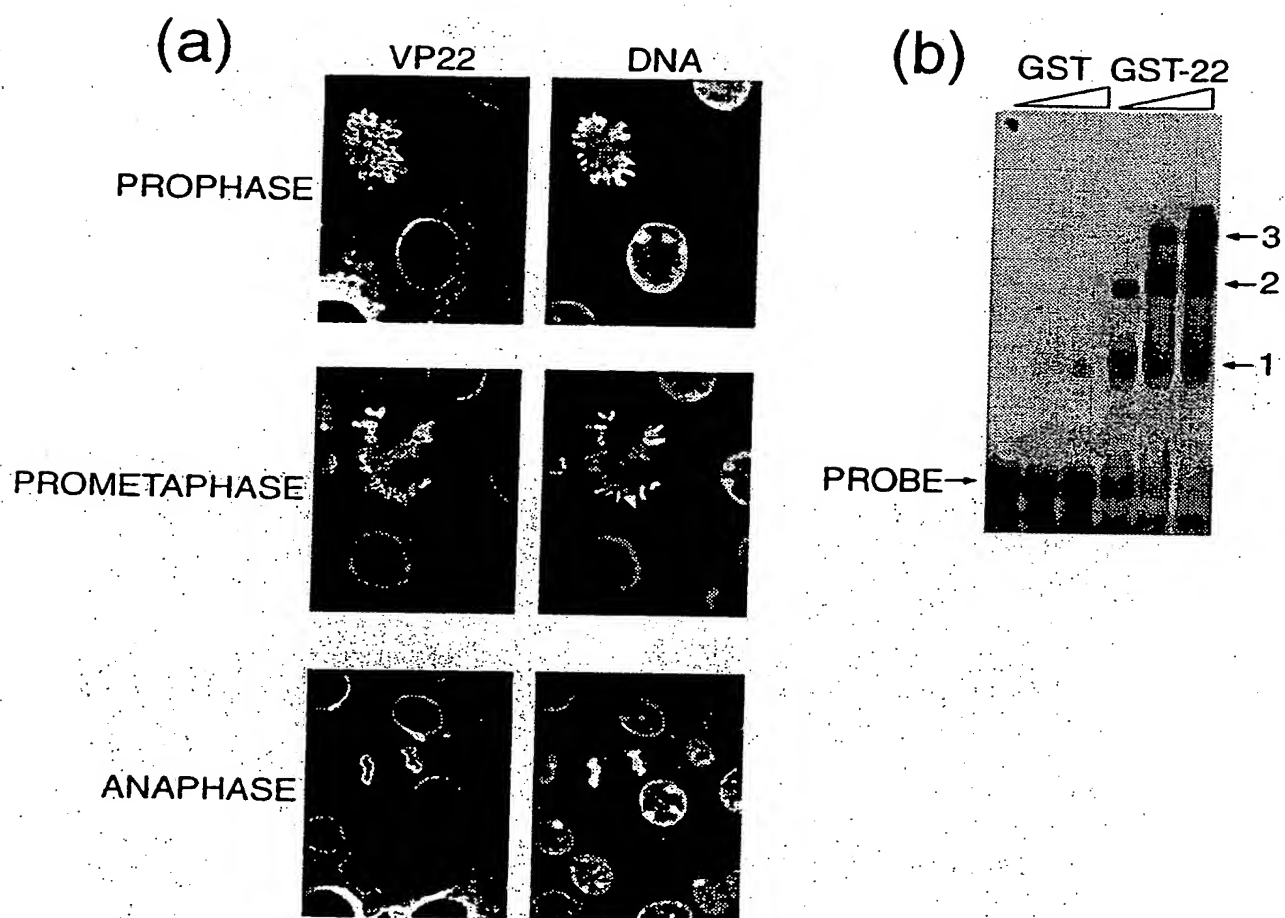 (a)
VP22 DNA
PROPHASE
PROMETAPHASE
ANAPHASE
(b)
GST GST-22
3
2
1
PROBE